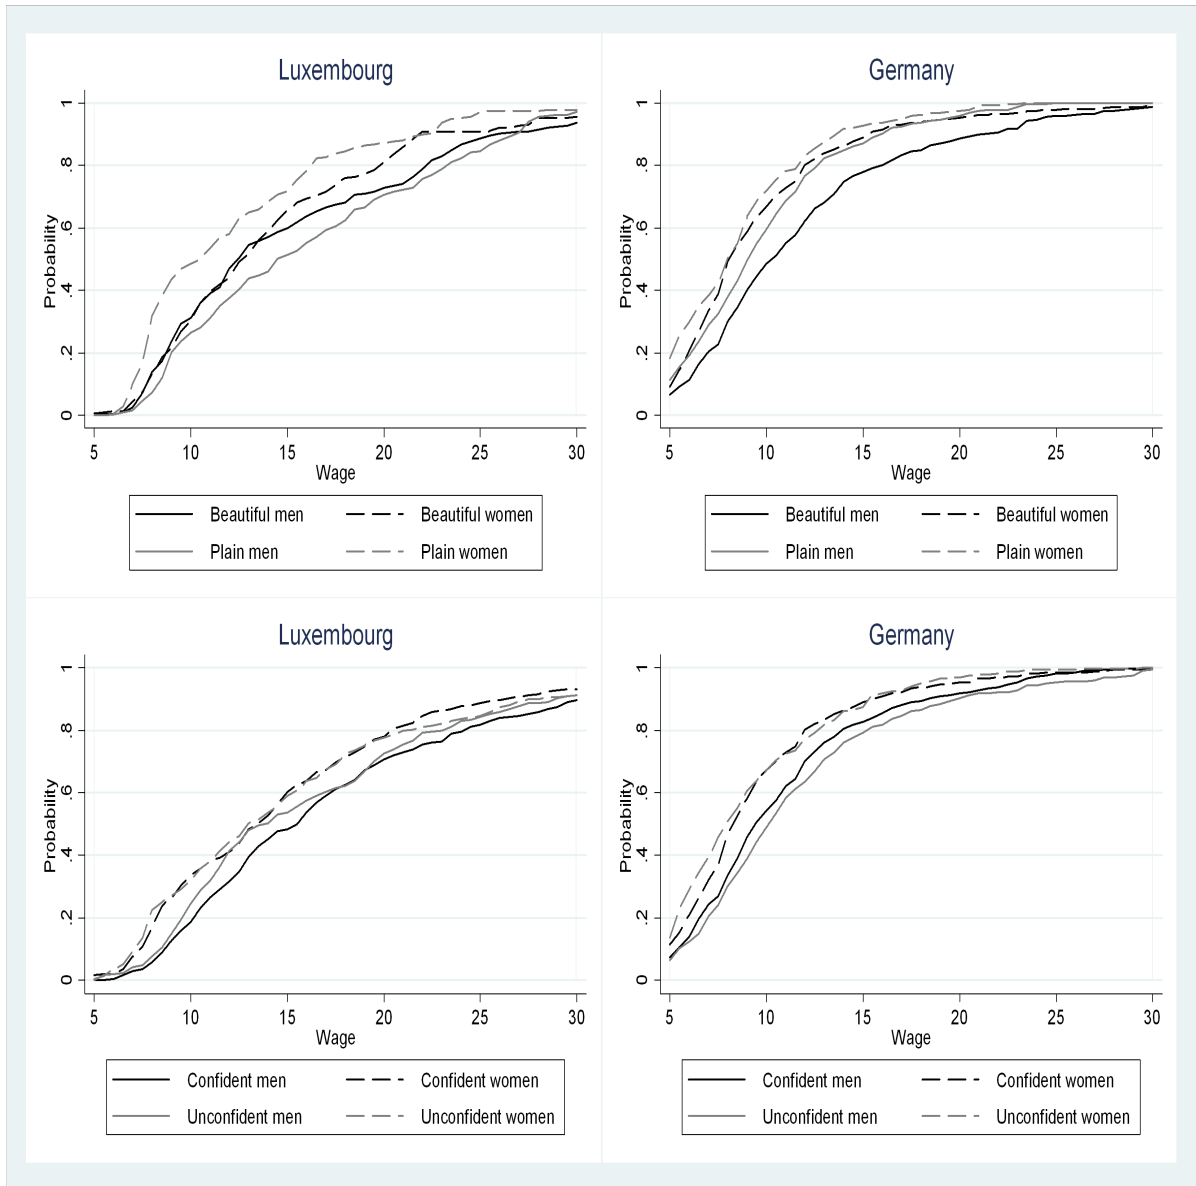 Luxembourg
Probability
0 .2 .4 .6 .8 1
5 10 15 20 25 30
Wage
Beautiful men Beautiful women
Plain men Plain women
Germany
Probability
0 .2 .4 .6 .8 1
5 10 15 20 25 30
Wage
Beautiful men Beautiful women
Plain men Plain women
Luxembourg
Probability
0 .2 .4 .6 .8 1
5 10 15 20 25 30
Wage
Confident men Confident women
Unconfident men Unconfident women
Germany
Probability
0 .2 .4 .6 .8 1
5 10 15 20 25 30
Wage
Confident men Confident women
Unconfident men Unconfident women